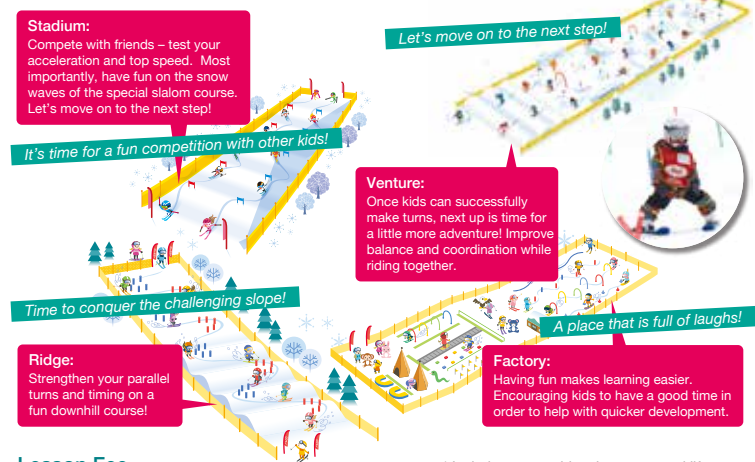 Stadium:
Compete with friends – test your
acceleration and top speed.  Most
importantly, have fun on the snow
waves of the special slalom course.
Let's move on to the next step!
It's time for a fun competition with other kids!
Let's move on to the next step!
Venture:
Once kids can successfully
make turns, next up is time for
a little more adventure! Improve
balance and coordination while
riding together.
Time to conquer the challenging slope!
Ridge:
Strengthen your parallel
turns and timing on a
fun downhill course!
A place that is full of laughs!
Factory:
Having fun makes learning easier.
Encouraging kids to have a good time in
order to help with quicker development.
Lesson Fee